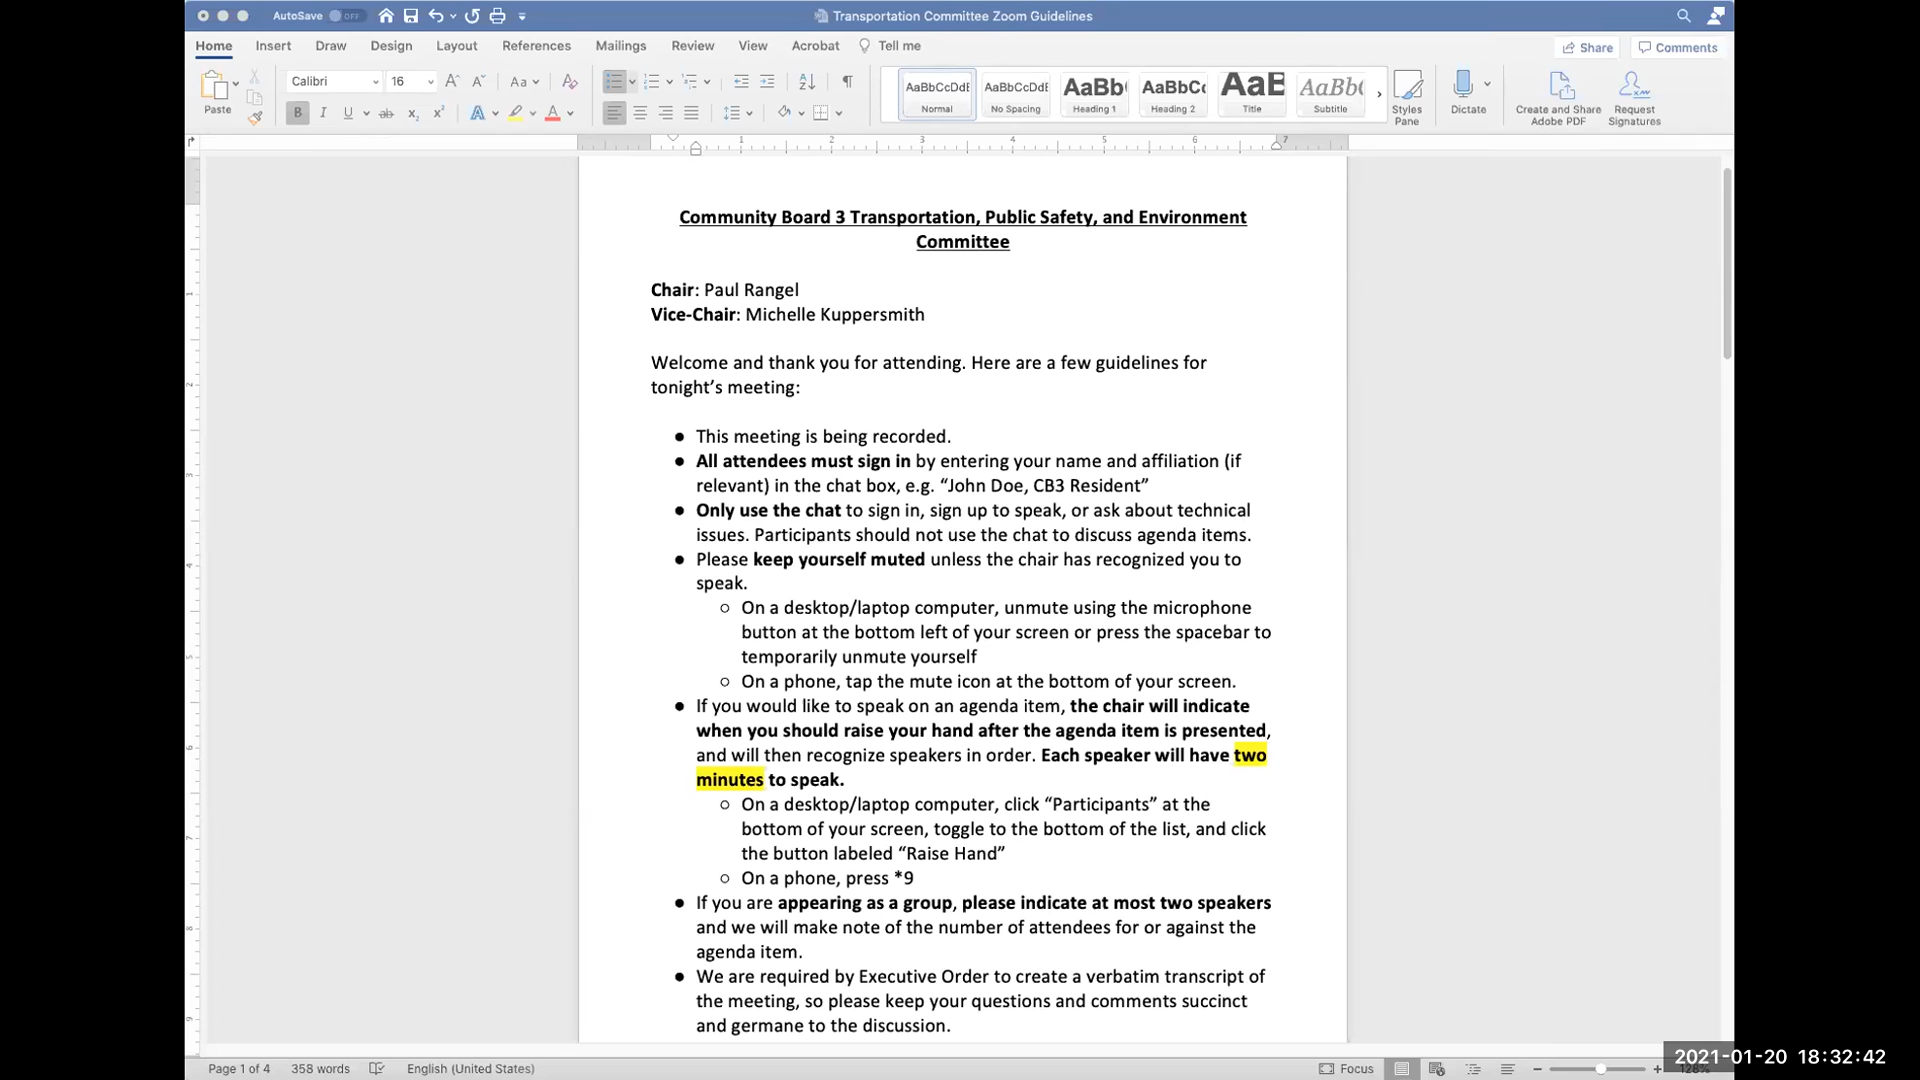 AutoSave OFF
Transportation Committee Zoom Guidelines
Home Insert Draw Design Layout References Mailings Review View Acrobat Tell me
Share Comments
Paste
Calibri 16
AaBbCcDdE AaBbCcDdE AaBb( AaBbCc AaB AaBb(
Normal No Spacing Heading 1 Heading 2 Title Subtitle
Styles Pane
Dictate
Create and Share Adobe PDF
Request Signatures
1 2 3 4 5 6 7
Community Board 3 Transportation, Public Safety, and Environment
Committee
Chair: Paul Rangel
Vice-Chair: Michelle Kuppersmith
Welcome and thank you for attending. Here are a few guidelines for
tonight’s meeting:
● This meeting is being recorded.
● All attendees must sign in by entering your name and affiliation (if
relevant) in the chat box, e.g. “John Doe, CB3 Resident”
● Only use the chat to sign in, sign up to speak, or ask about technical
issues. Participants should not use the chat to discuss agenda items.
● Please keep yourself muted unless the chair has recognized you to
speak.
○ On a desktop/laptop computer, unmute using the microphone
button at the bottom left of your screen or press the spacebar to
temporarily unmute yourself
○ On a phone, tap the mute icon at the bottom of your screen.
● If you would like to speak on an agenda item, the chair will indicate
when you should raise your hand after the agenda item is presented,
and will then recognize speakers in order. Each speaker will have two
minutes to speak.
○ On a desktop/laptop computer, click “Participants” at the
bottom of your screen, toggle to the bottom of the list, and click
the button labeled “Raise Hand”
○ On a phone, press *9
● If you are appearing as a group, please indicate at most two speakers
and we will make note of the number of attendees for or against the
agenda item.
● We are required by Executive Order to create a verbatim transcript of
the meeting, so please keep your questions and comments succinct
and germane to the discussion.
Page 1 of 4 358 words English (United States)
Focus 128%
2021-01-20 18:32:42